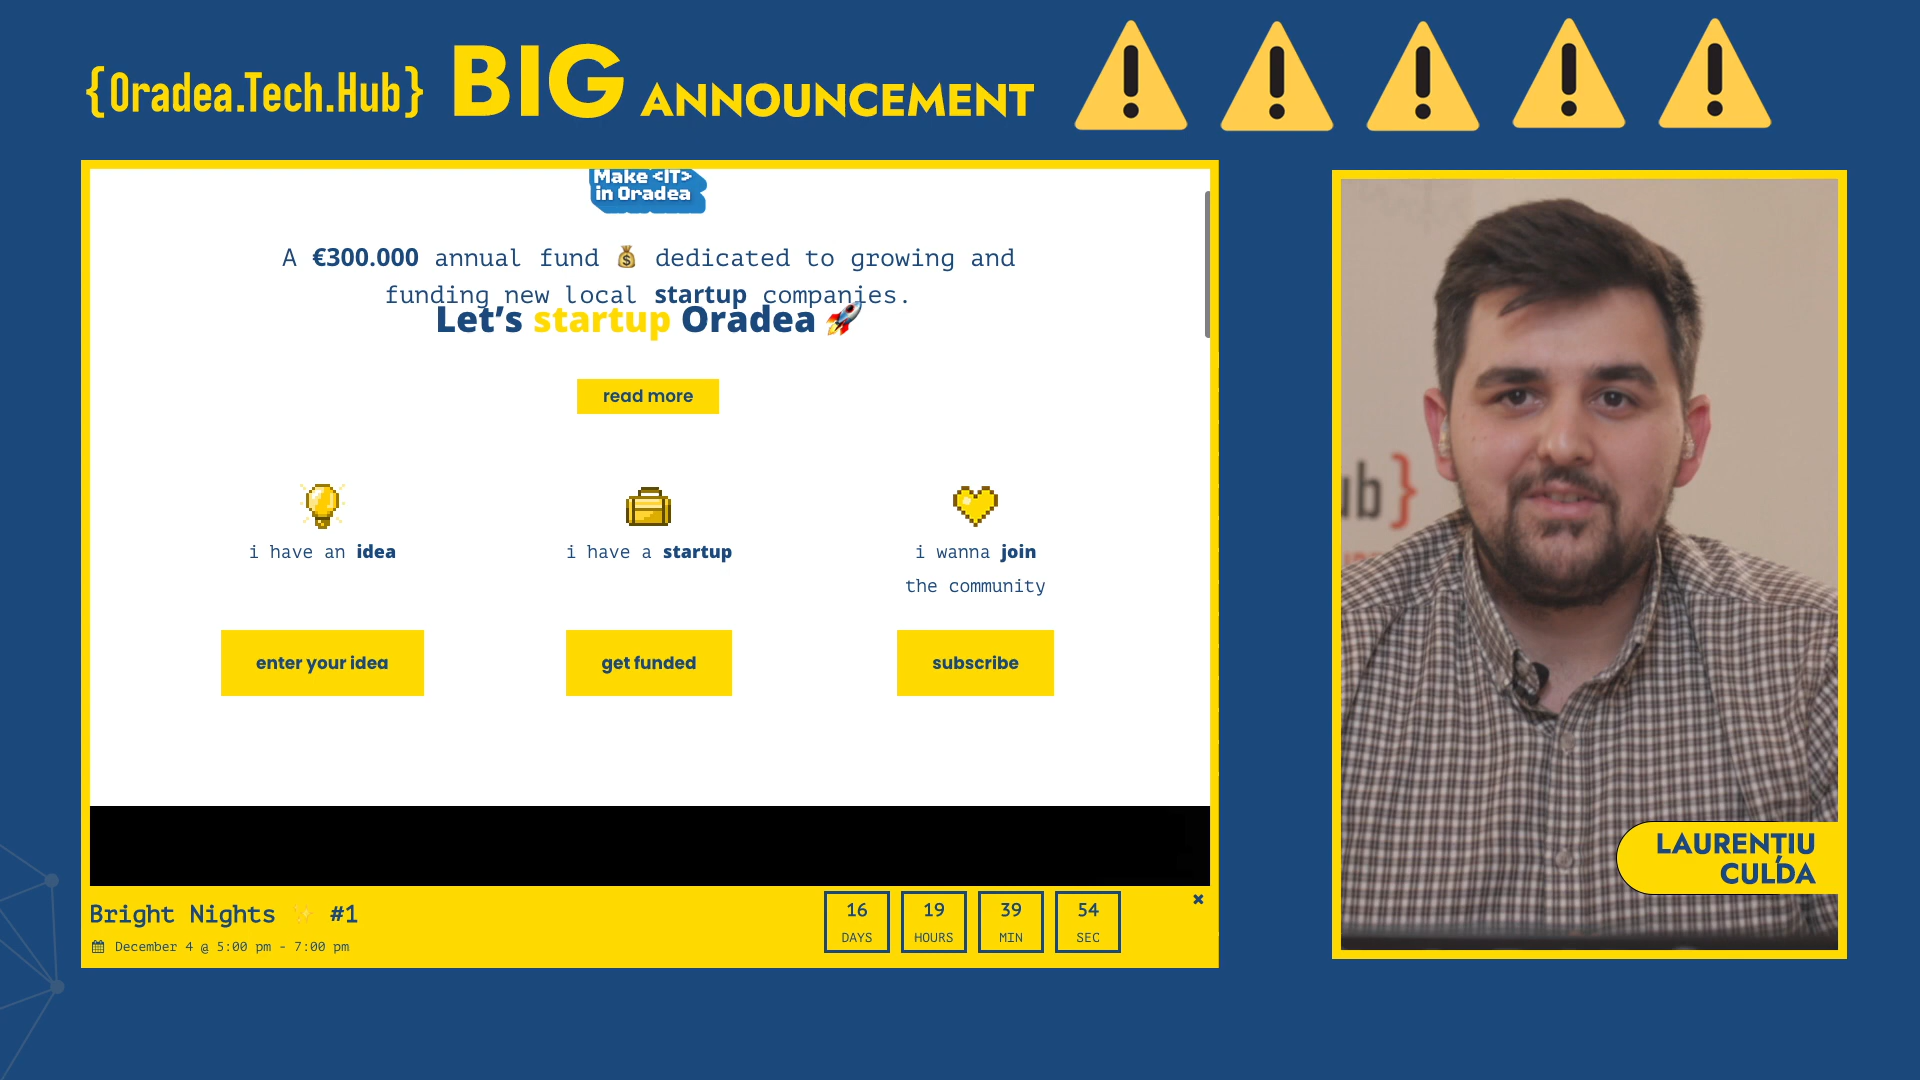 {Oradea.Tech.Hub} BIG ANNOUNCEMENT
Make <IT>
in Oradea
A €300.000 annual fund 💰 dedicated to growing and
funding new local startup companies.
Let's startup Oradea 🚀
read more
i have an idea
i have a startup
i wanna join
the community
enter your idea
get funded
subscribe
Bright Nights ✨ #1
December 4 @ 5:00 pm - 7:00 pm
16 19 39 54
DAYS HOURS MIN SEC
ub}
LAURENȚIU
CULDA